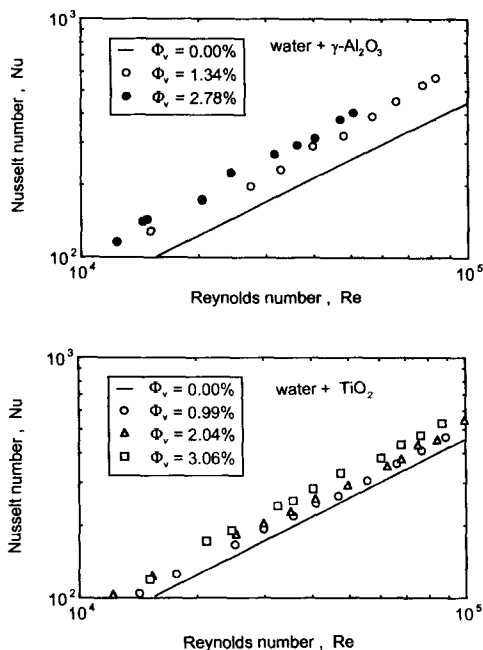 10³
water + γ-Al₂O₃
Φᵥ = 0.00%
Φᵥ = 1.34%
Φᵥ = 2.78%
Nusselt number , Nu
10²
10⁴
10⁵
Reynolds number , Re
10³
water + TiO₂
Φᵥ = 0.00%
Φᵥ = 0.99%
Φᵥ = 2.04%
Φᵥ = 3.06%
Nusselt number , Nu
10²
10⁴
10⁵
Reynolds number , Re